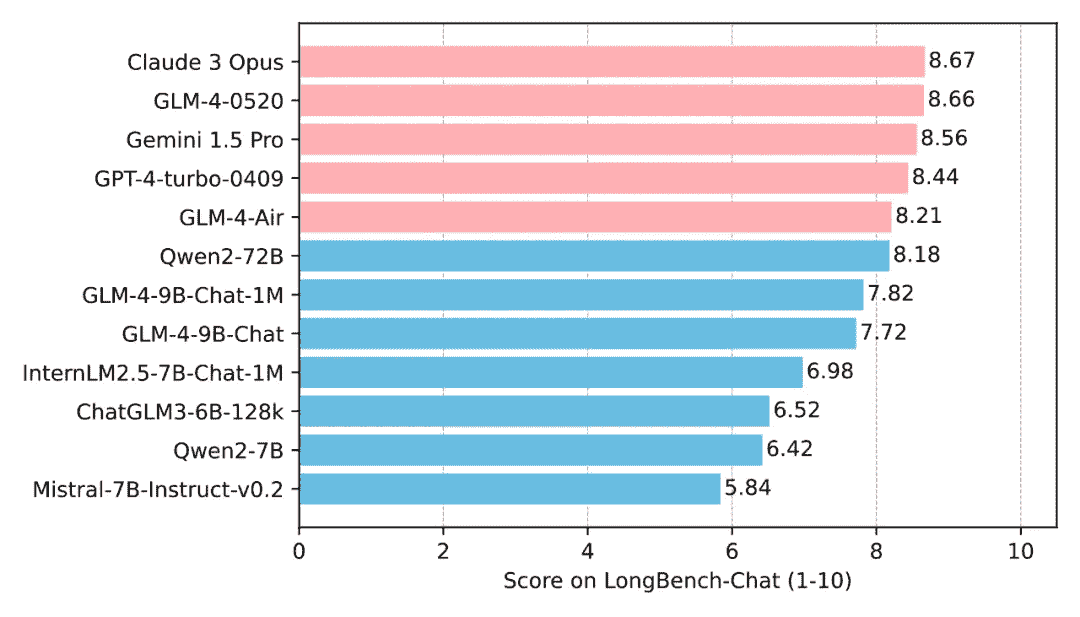 Claude 3 Opus 8.67
GLM-4-0520 8.66
Gemini 1.5 Pro 8.56
GPT-4-turbo-0409 8.44
GLM-4-Air 8.21
Qwen2-72B 8.18
GLM-4-9B-Chat-1M 7.82
GLM-4-9B-Chat 7.72
InternLM2.5-7B-Chat-1M 6.98
ChatGLM3-6B-128k 6.52
Qwen2-7B 6.42
Mistral-7B-Instruct-v0.2 5.84
0 2 4 6 8 10
Score on LongBench-Chat (1-10)